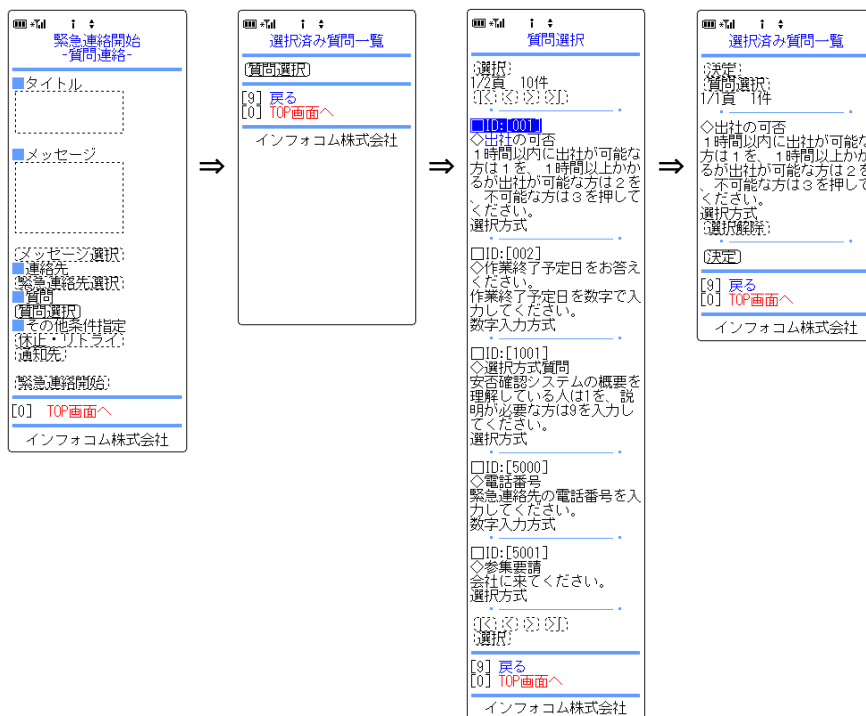 緊急連絡開始
-質問連絡-
■タイトル
■メッセージ
メッセージ選択
■連絡先
緊急連絡先選択
■質問
質問選択
■その他条件指定
休止・リトライ
通知先
緊急連絡開始
[0] TOP画面へ
インフォコム株式会社
⇒
選択済み質問一覧
質問選択
[9] 戻る
[0] TOP画面へ
インフォコム株式会社
⇒
質問選択
選択
1/2頁 10件
|< < > >|
□ID:[001]
◇出社の可否
1時間以内に出社が可能な
方は1を、1時間以上かか
るが出社が可能な方は2を
、不可能な方は3を押して
ください。
選択方式
□ID:[002]
◇作業終了予定日をお答え
ください。
作業終了予定日を数字で入
力してください。
数字入力方式
□ID:[1001]
◇選択方式質問
安否確認システムの概要を
理解している人は1を、説
明が必要な方は9を入力し
てください。
選択方式
□ID:[5000]
◇電話番号
緊急連絡先の電話番号を入
力してください。
数字入力方式
□ID:[5001]
◇参集要請
会社に来てください。
選択方式
|< < > >|
選択
[9] 戻る
[0] TOP画面へ
インフォコム株式会社
⇒
選択済み質問一覧
決定
質問選択
1/1頁 1件
◇出社の可否
1時間以内に出社が可能な
方は1を、1時間以上かか
るが出社が可能な方は2を
、不可能な方は3を押して
ください。
選択方式
選択解除
決定
[9] 戻る
[0] TOP画面へ
インフォコム株式会社